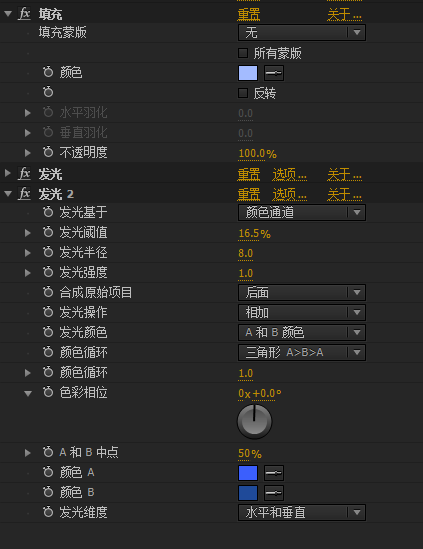 fx 填充 重置 关于 ...
填充蒙版 无
所有蒙版
颜色
反转
水平羽化 0.0
垂直羽化 0.0
不透明度 100.0%
fx 发光 重置 选项... 关于 ...
fx 发光 2 重置 选项... 关于 ...
发光基于 颜色通道
发光阈值 16.5%
发光半径 8.0
发光强度 1.0
合成原始项目 后面
发光操作 相加
发光颜色 A 和 B 颜色
颜色循环 三角形 A>B>A
颜色循环 1.0
色彩相位 0x+0.0°
A 和 B 中点 50%
颜色 A
颜色 B
发光维度 水平和垂直